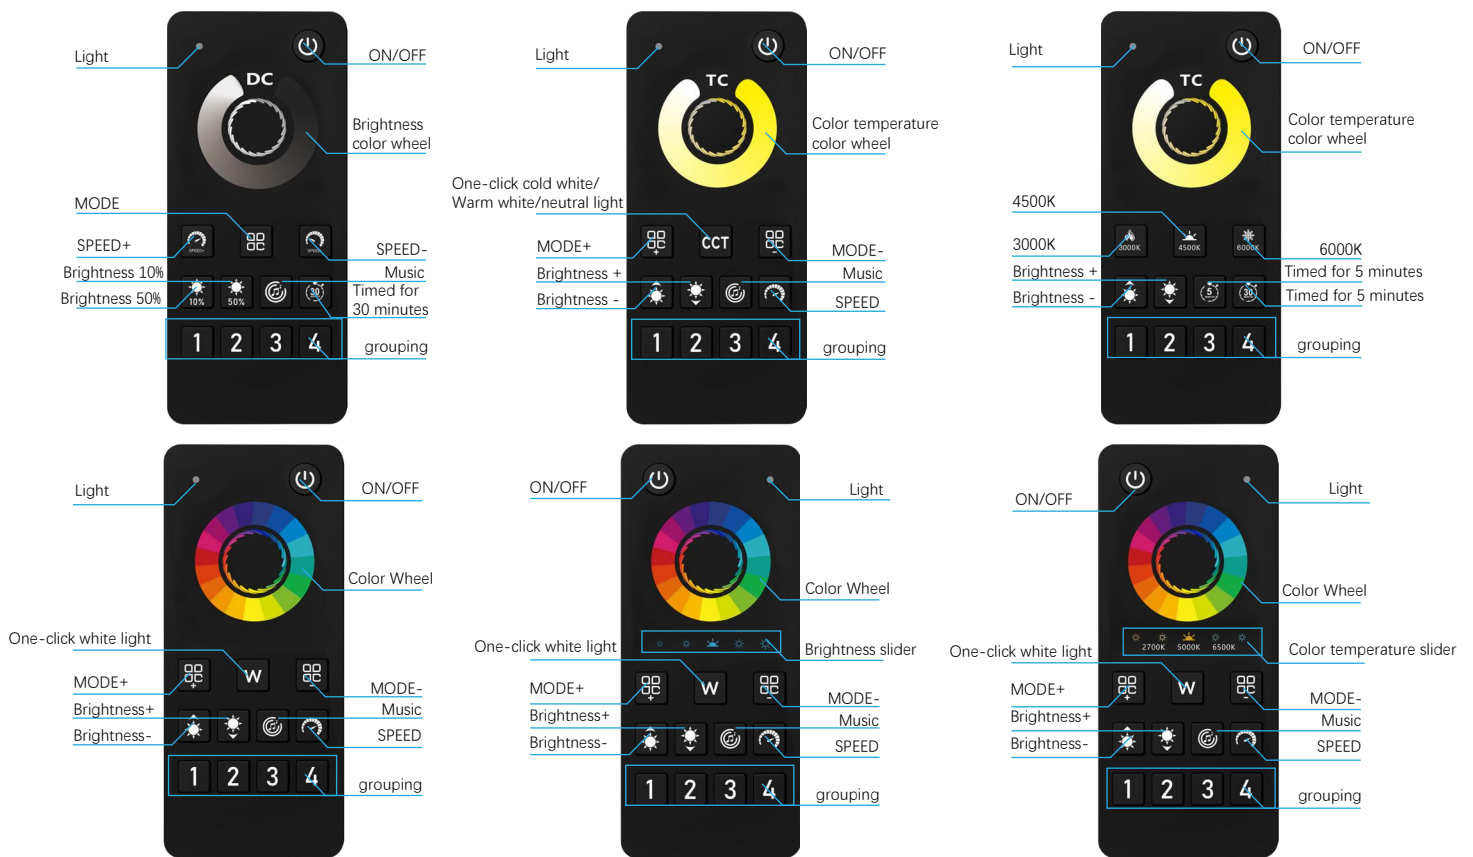 Light
ON/OFF
DC
Brightness
color wheel
MODE
SPEED+
SPEED-
SPEED+
SPEED-
Brightness 10%
Music
Brightness 50%
Timed for
30 minutes
10%
50%
30
1 2 3 4
grouping
Light
ON/OFF
TC
Color temperature
color wheel
One-click cold white/
Warm white/neutral light
MODE+
CCT
MODE-
Brightness +
Music
Brightness -
SPEED
1 2 3 4
grouping
Light
ON/OFF
TC
Color temperature
color wheel
4500K
3000K
6000K
3000K
4500K
6000K
Brightness +
Timed for 5 minutes
Brightness -
Timed for 5 minutes
5
30
1 2 3 4
grouping
Light
ON/OFF
Color Wheel
One-click white light
W
MODE+
MODE-
Brightness+
Music
Brightness-
SPEED
1 2 3 4
grouping
ON/OFF
Light
Color Wheel
One-click white light
Brightness slider
W
MODE+
MODE-
Brightness+
Music
Brightness-
SPEED
1 2 3 4
grouping
ON/OFF
Light
Color Wheel
2700K 5000K 6500K
One-click white light
Color temperature slider
W
MODE+
MODE-
Brightness+
Music
Brightness-
SPEED
1 2 3 4
grouping